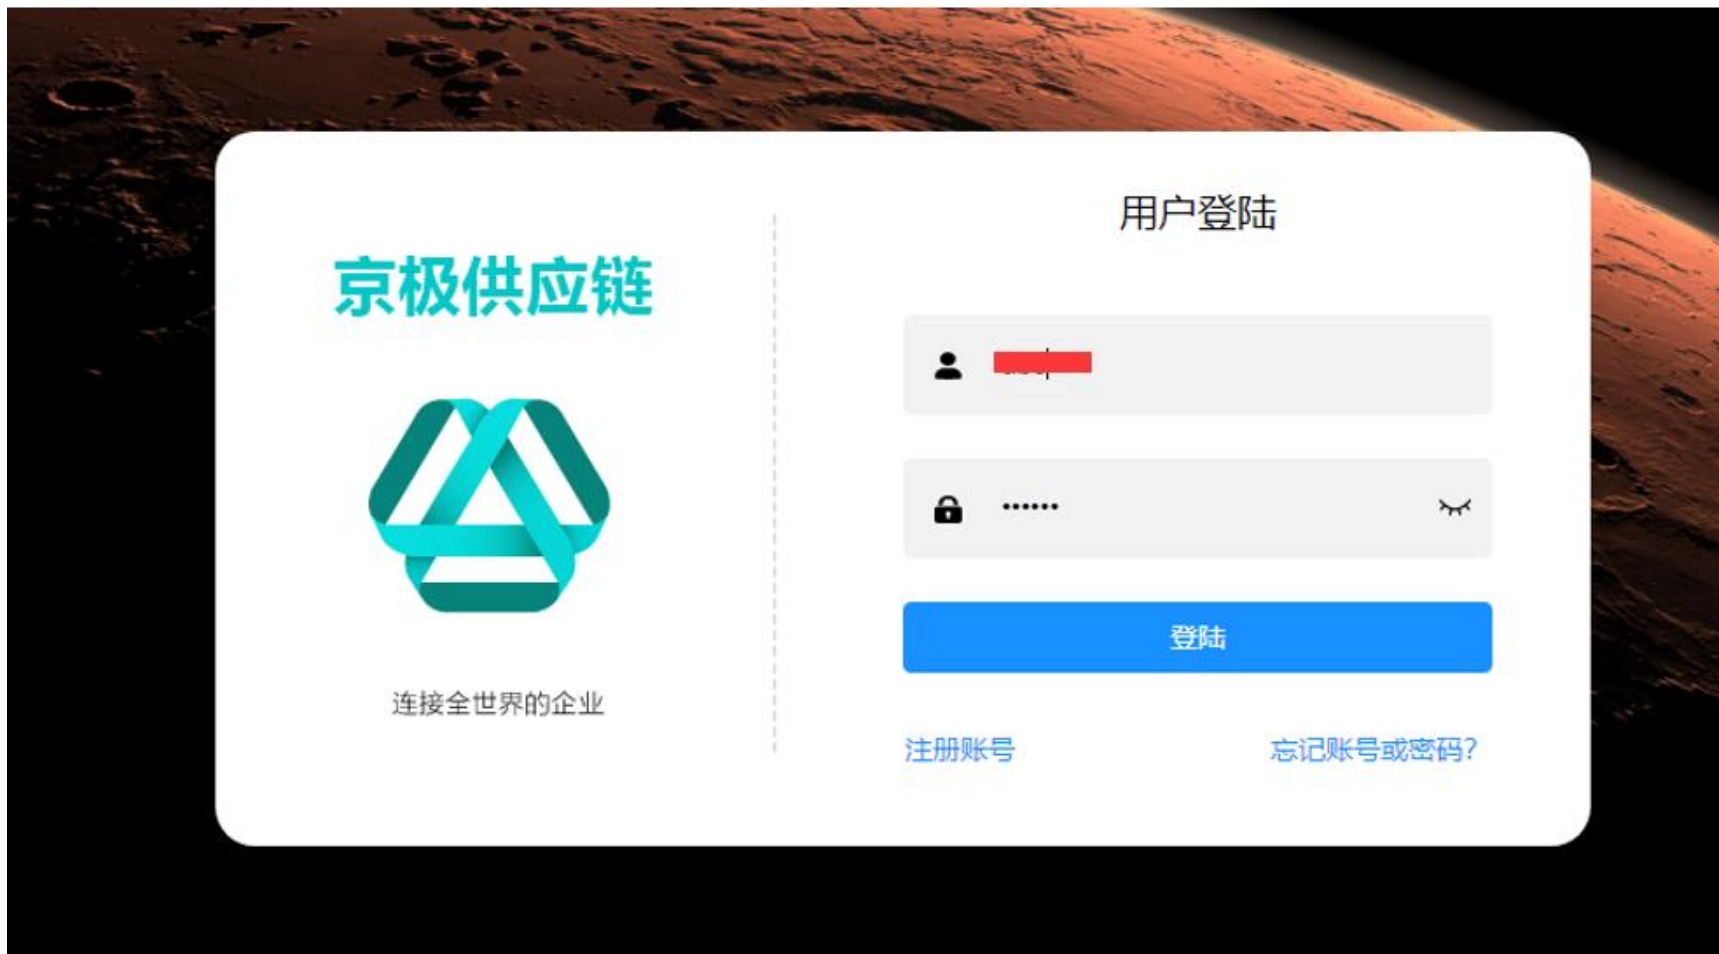 京极供应链
连接全世界的企业
用户登陆
••••••
登陆
注册账号
忘记账号或密码?